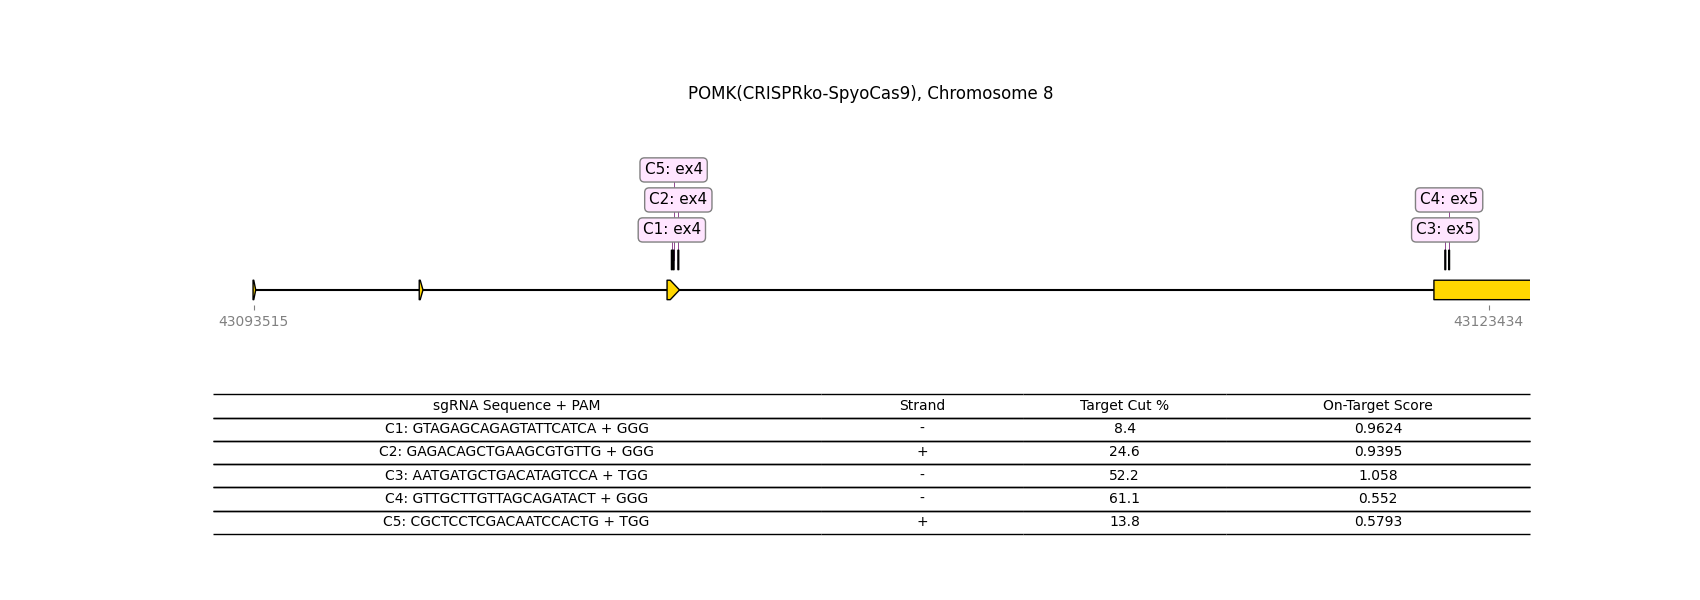 POMK(CRISPRko-SpyoCas9), Chromosome 8
C5: ex4
C2: ex4
C4: ex5
C1: ex4
C3: ex5
43093515
43123434
sgRNA Sequence + PAM Strand Target Cut % On-Target Score
C1: GTAGAGCAGAGTATTCATCA + GGG - 8.4 0.9624
C2: GAGACAGCTGAAGCGTGTTG + GGG + 24.6 0.9395
C3: AATGATGCTGACATAGTCCA + TGG - 52.2 1.058
C4: GTTGCTTGTTAGCAGATACT + GGG - 61.1 0.552
C5: CGCTCCTCGACAATCCACTG + TGG + 13.8 0.5793